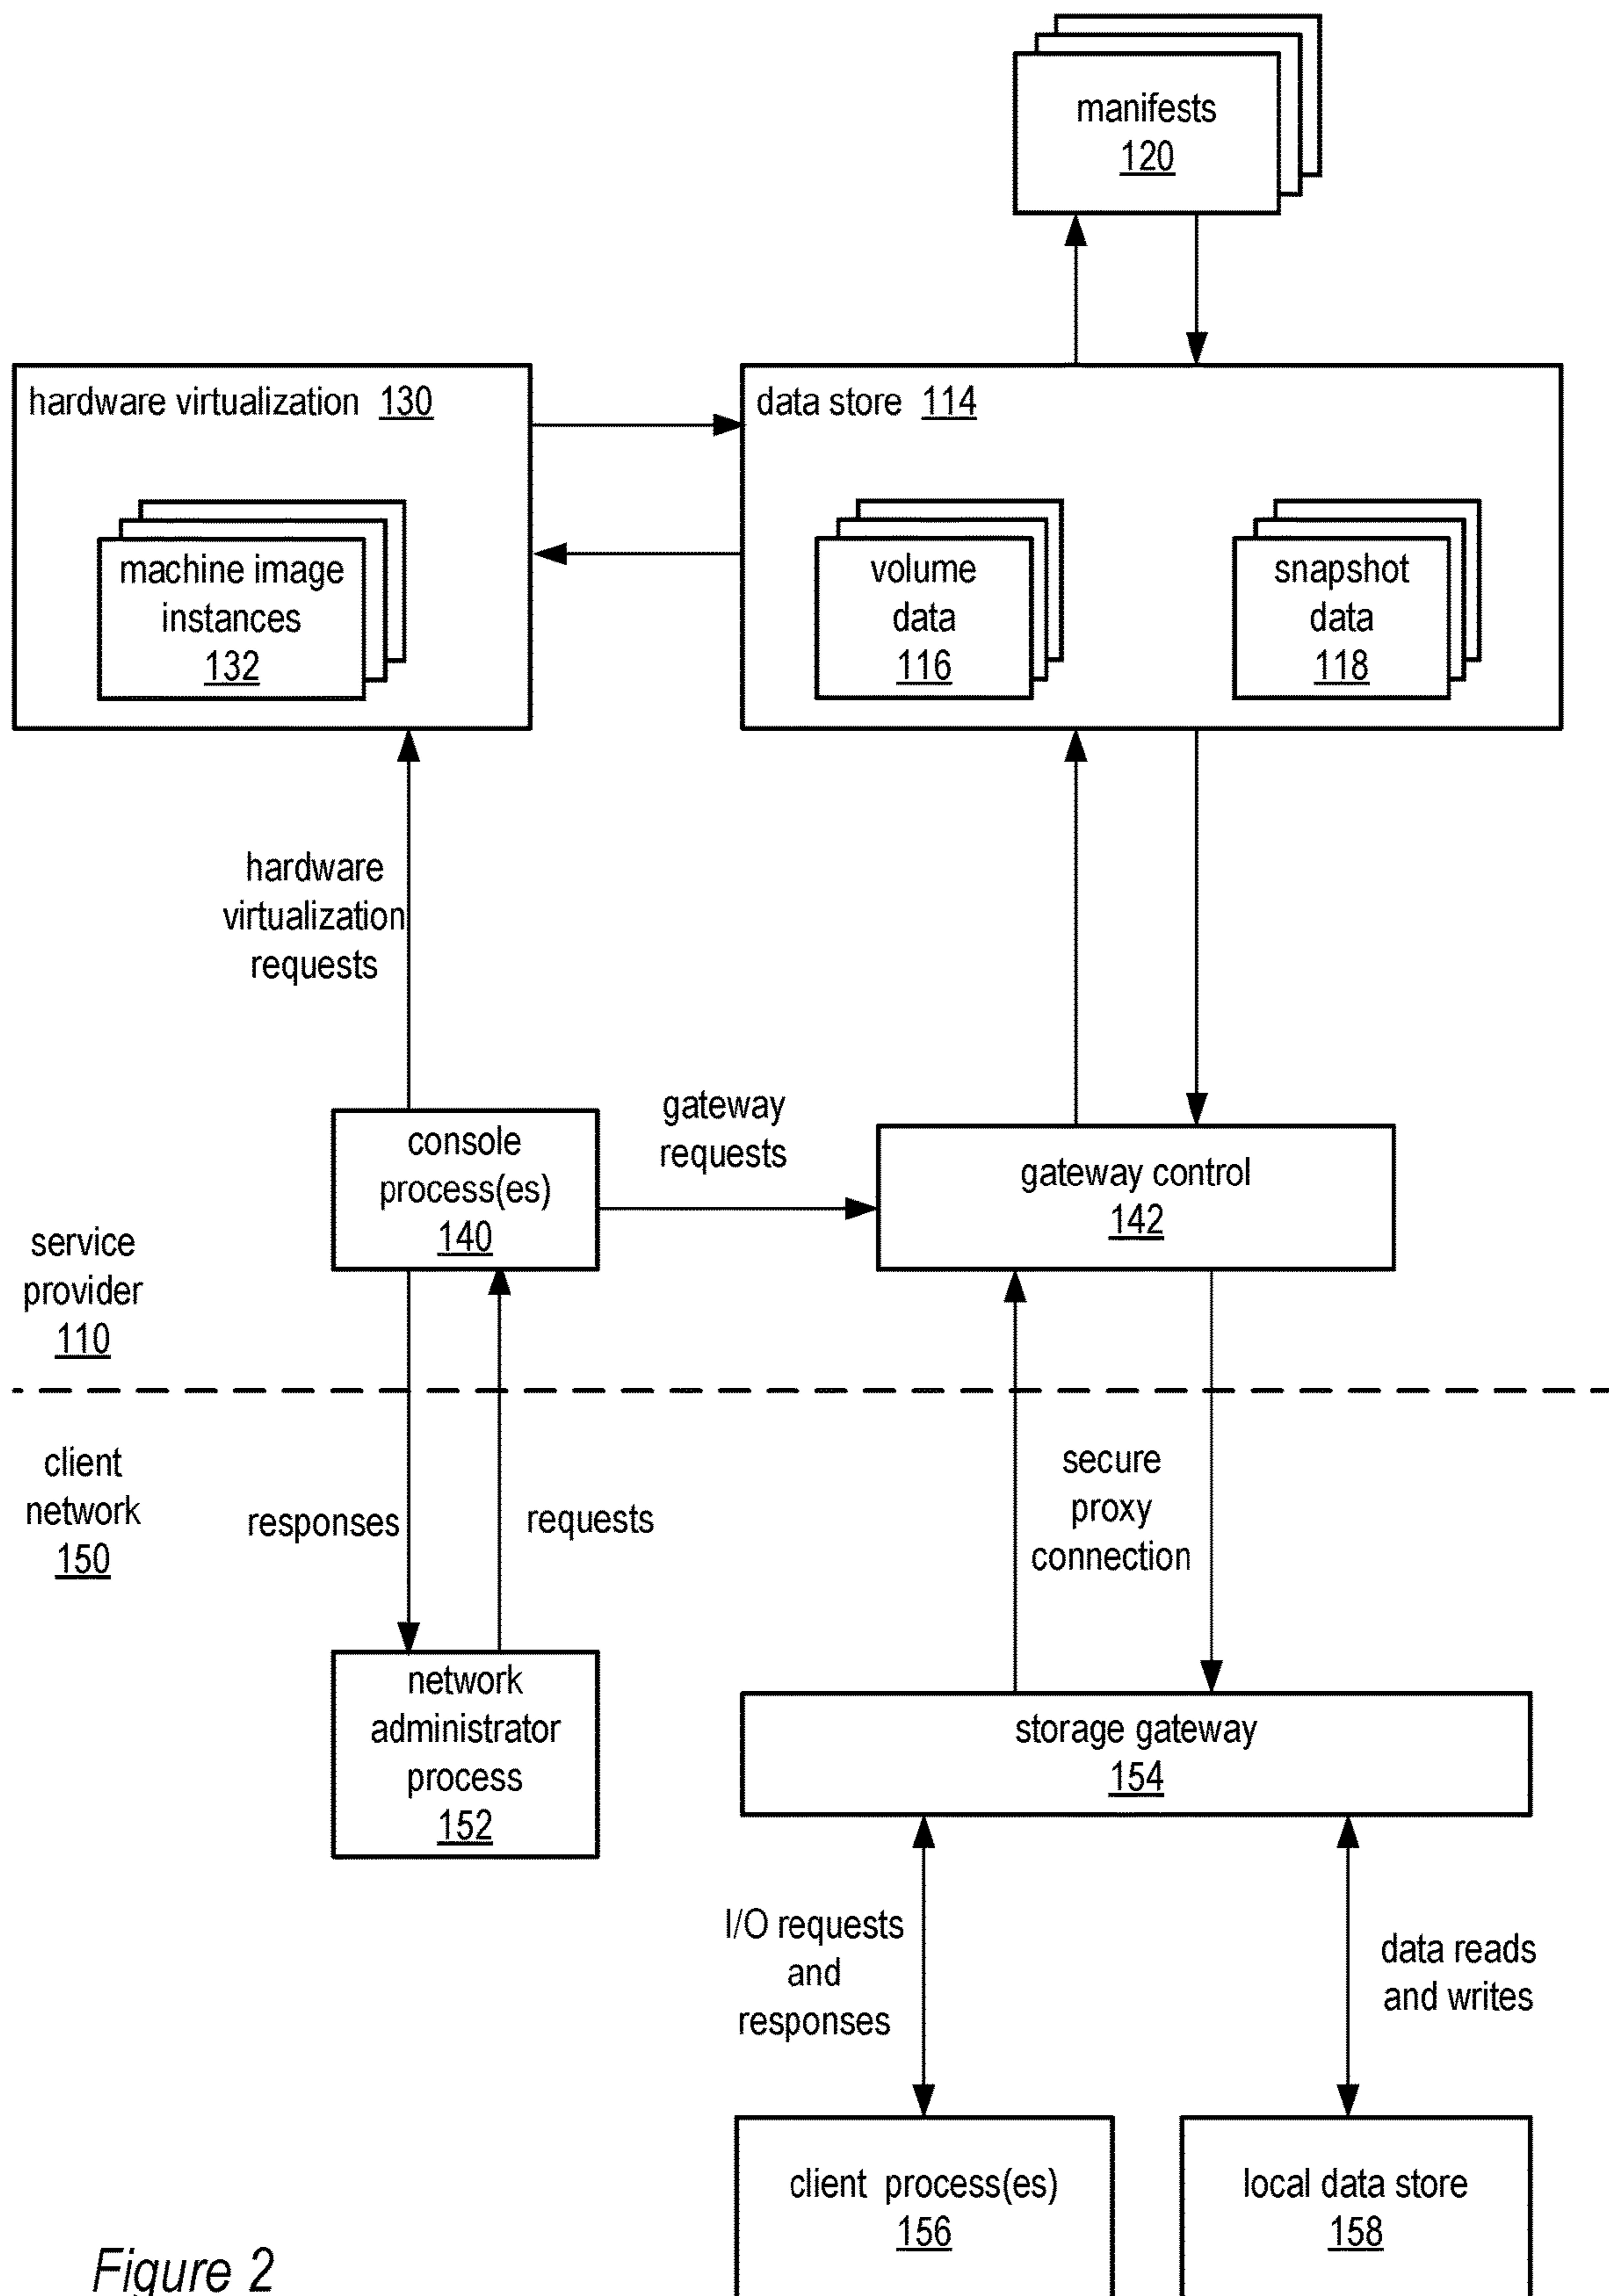 manifests
120
hardware virtualization 130
data store 114
machine image
instances
132
volume
data
116
snapshot
data
118
hardware
virtualization
requests
gateway
requests
console
process(es)
140
gateway control
142
service
provider
110
client
network
150
responses
requests
secure
proxy
connection
network
administrator
process
152
storage gateway
154
I/O requests
and
responses
data reads
and writes
client process(es)
156
local data store
158
Figure 2